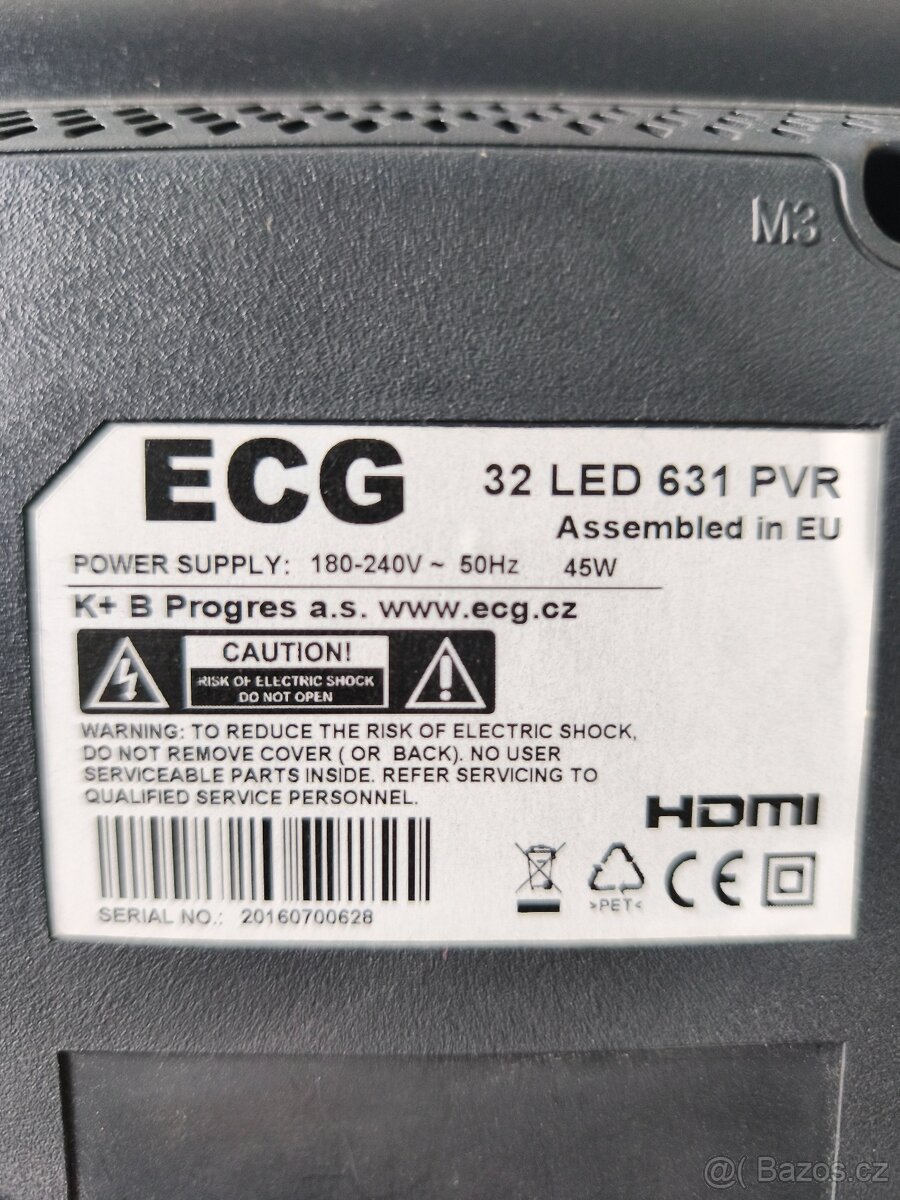 M3
ECG
32 LED 631 PVR
Assembled in EU
POWER SUPPLY: 180-240V ~ 50Hz 45W
K+ B Progres a.s. www.ecg.cz
CAUTION!
RISK OF ELECTRIC SHOCK
DO NOT OPEN
WARNING: TO REDUCE THE RISK OF ELECTRIC SHOCK,
DO NOT REMOVE COVER ( OR BACK). NO USER
SERVICEABLE PARTS INSIDE. REFER SERVICING TO
QUALIFIED SERVICE PERSONNEL.
HDMI
>PET<
CE
SERIAL NO.: 20160700628
@( Bazos.cz